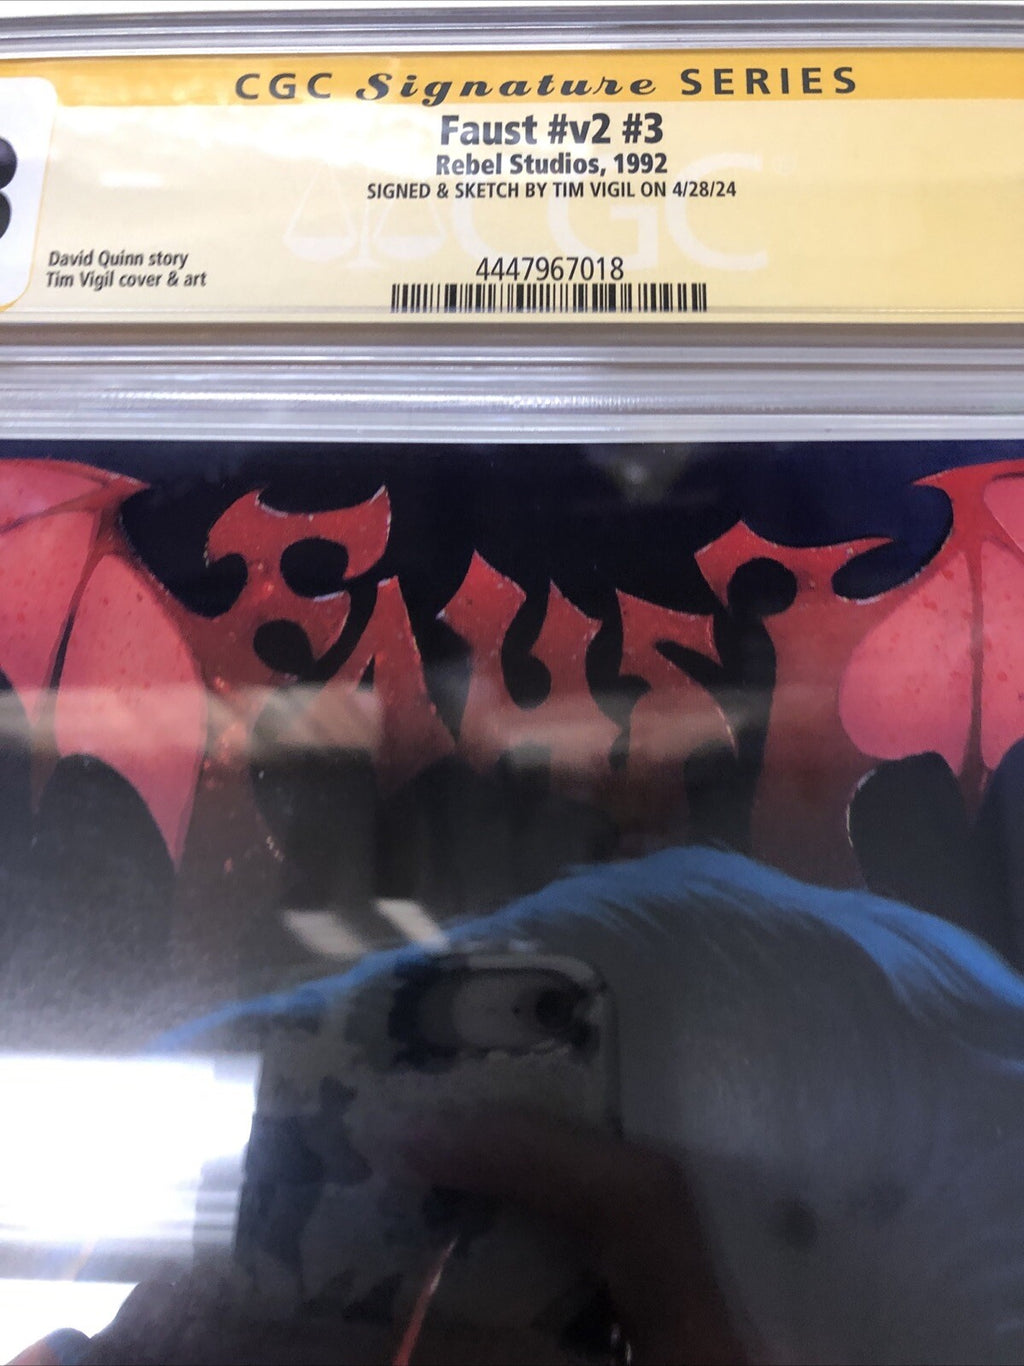 CGC Signature SERIES
Faust #v2 #3
Rebel Studios, 1992
SIGNED & SKETCH BY TIM VIGIL ON 4/28/24
David Quinn story
Tim Vigil cover & art
4447967018
CGC
FAUST